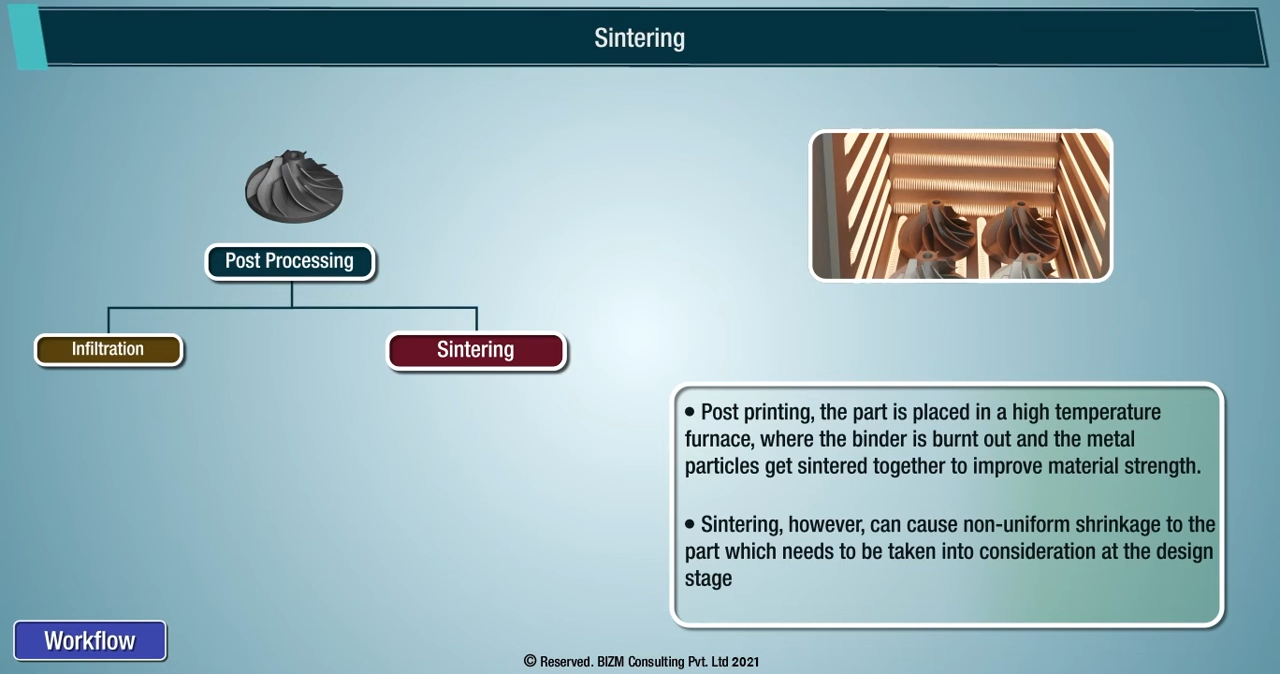 Sintering
Post Processing
Infiltration
Sintering
• Post printing, the part is placed in a high temperature
furnace, where the binder is burnt out and the metal
particles get sintered together to improve material strength.
• Sintering, however, can cause non-uniform shrinkage to the
part which needs to be taken into consideration at the design
stage
Workflow
© Reserved. BIZM Consulting Pvt. Ltd 2021